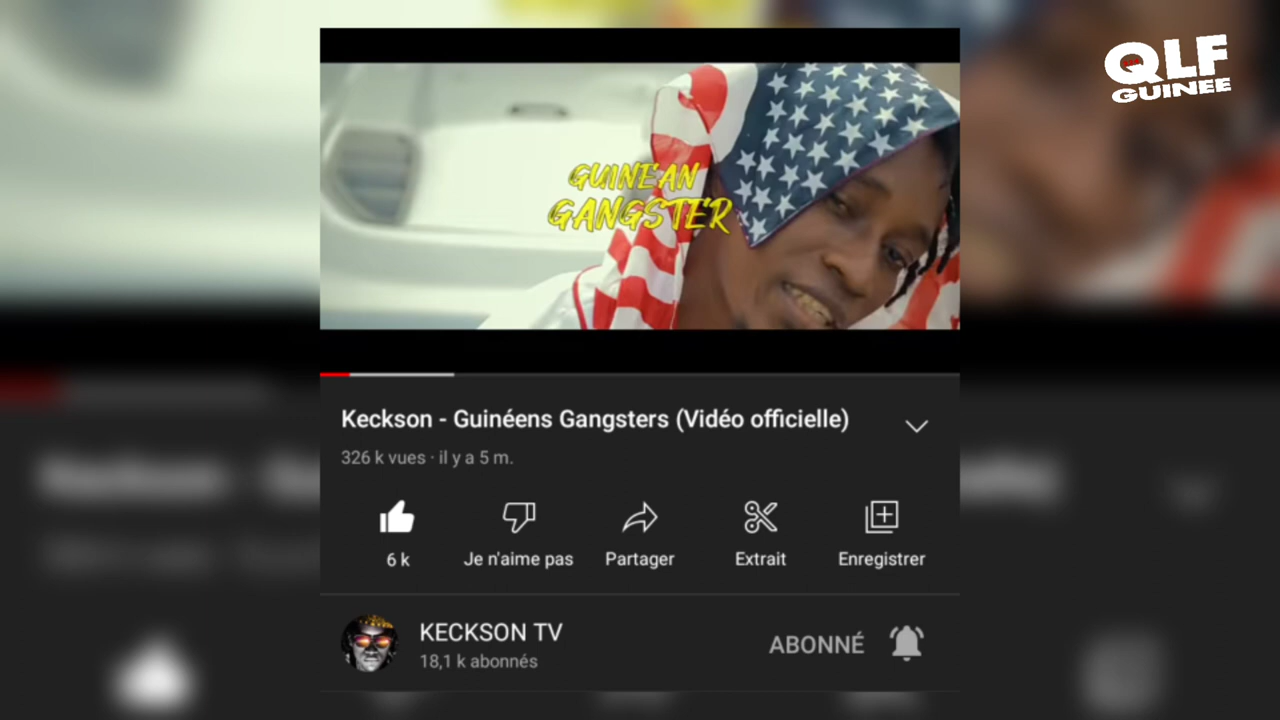 QLF
GUINEE
GUINEAN
GANGSTER
Keckson - Guinéens Gangsters (Vidéo officielle)
326 k vues · il y a 5 m.
6 k
Je n'aime pas
Partager
Extrait
Enregistrer
KECKSON TV
18,1 k abonnés
ABONNÉ